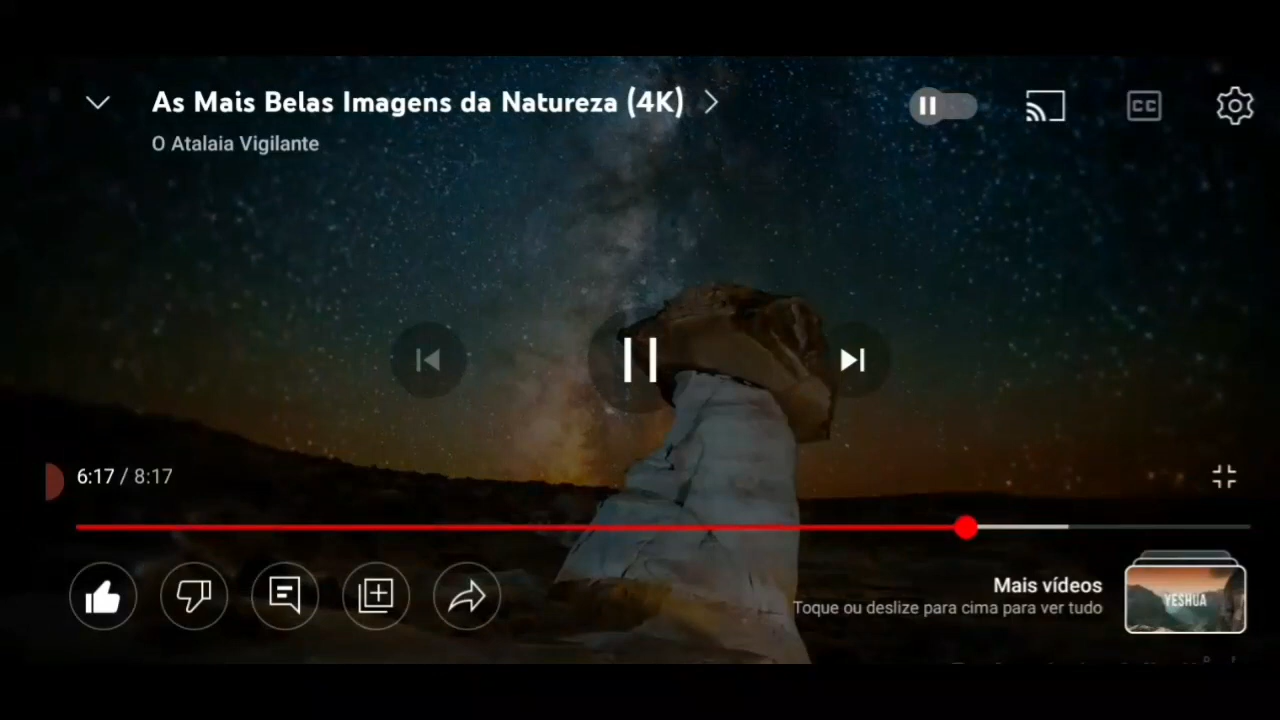 As Mais Belas Imagens da Natureza (4K)
O Atalaia Vigilante
CC
6:17 / 8:17
Mais vídeos
Toque ou deslize para cima para ver tudo
YESHUA